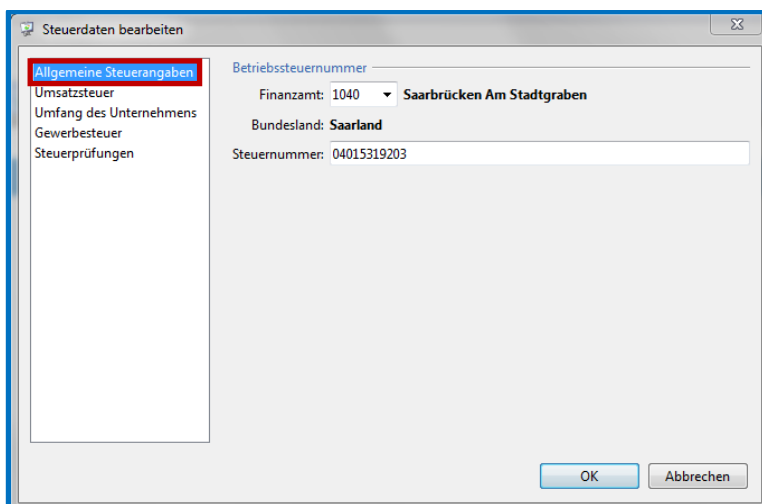 Steuerdaten bearbeiten
Allgemeine Steuerangaben
Umsatzsteuer
Umfang des Unternehmens
Gewerbesteuer
Steuerprüfungen
Betriebssteuernummer
Finanzamt: 1040 Saarbrücken Am Stadtgraben
Bundesland: Saarland
Steuernummer: 04015319203
OK Abbrechen